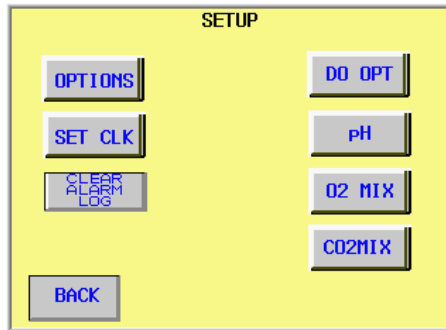 SETUP
OPTIONS
DO OPT
SET CLK
pH
CLEAR
ALARM
LOG
O2 MIX
CO2MIX
BACK